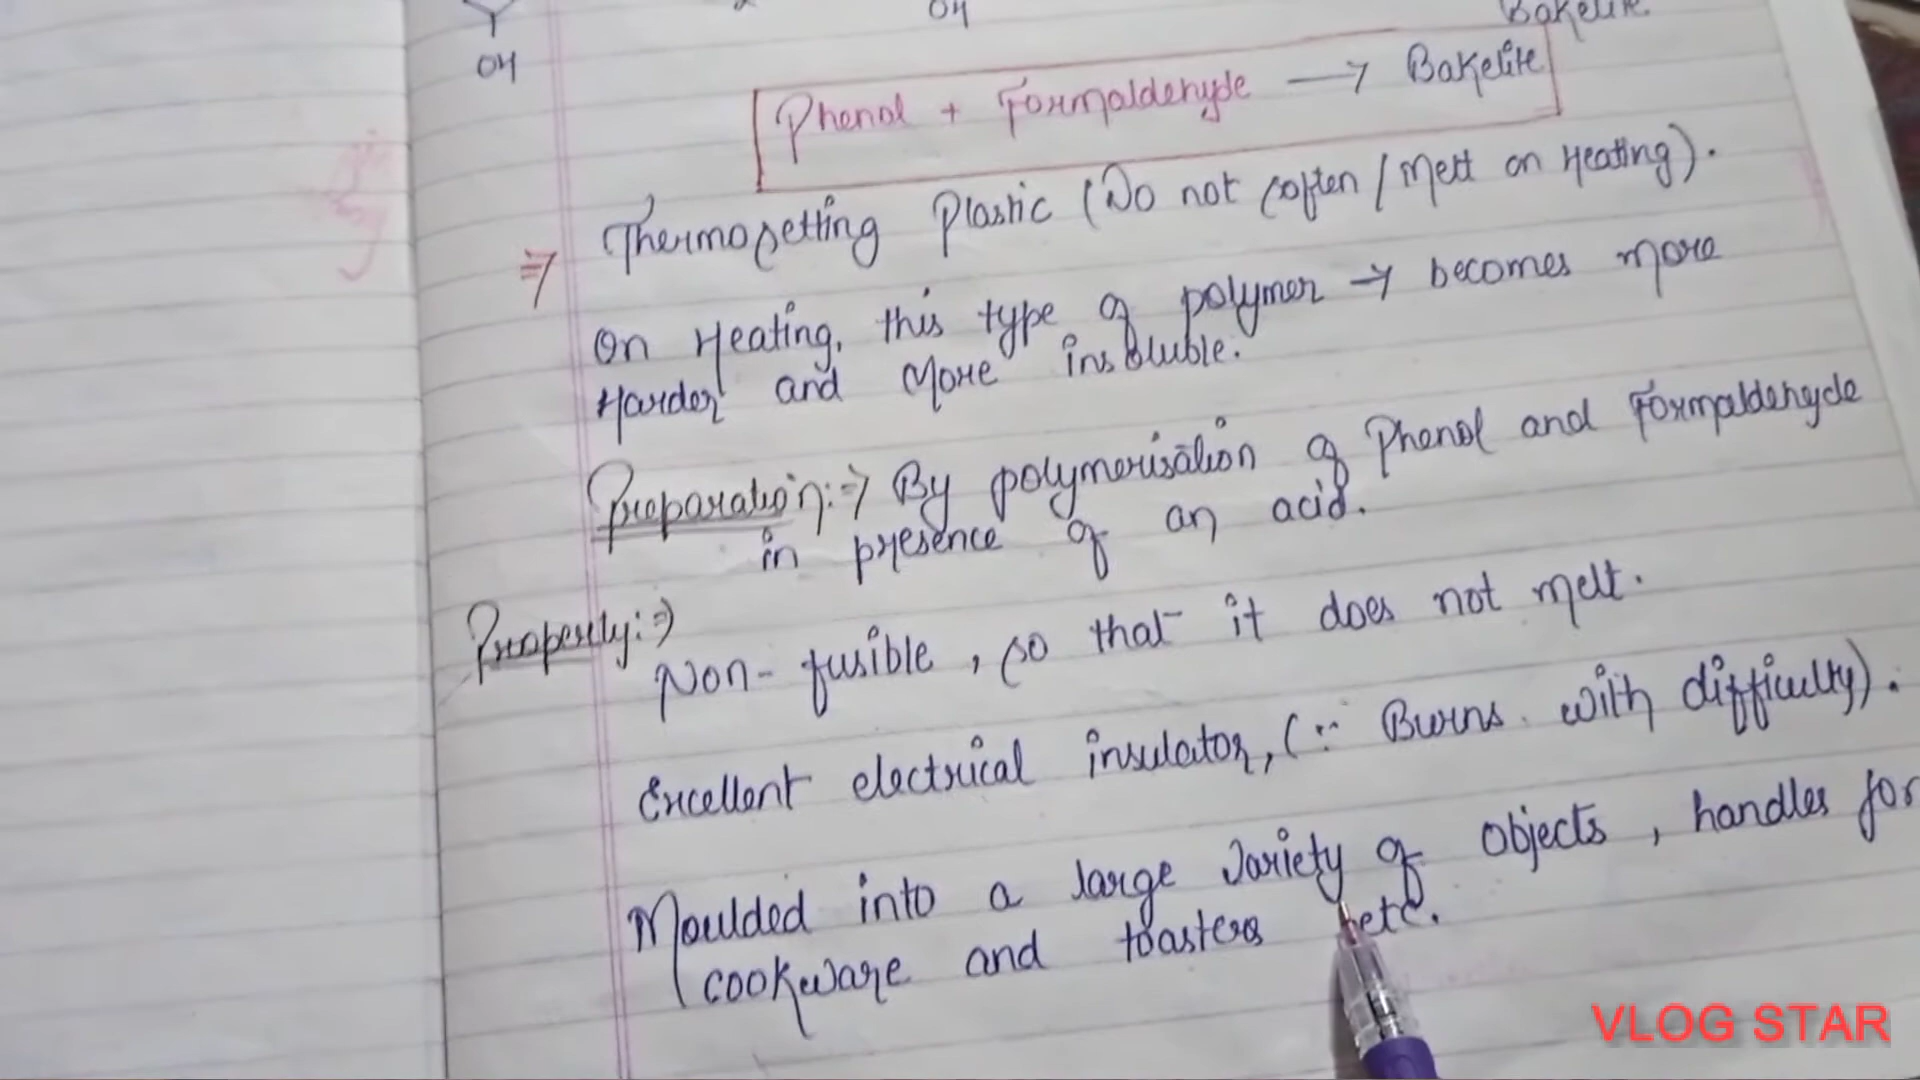 OH
OH
Bakelite
Phenol + Formaldehyde → Bakelite
⇒ Thermosetting Plastic (Do not soften / Melt on Heating).
On Heating, this type of polymer → becomes more
Harder and More insoluble.
Preparation:→ By polymerisation of Phenol and Formaldehyde
in presence of an acid.
Property:⇒
Non-fusible, so that it does not melt.
Excellent electrical insulator, (∵ Burns with difficulty).
Moulded into a large variety of objects, handles for
cookware and toasters etc.
VLOG STAR